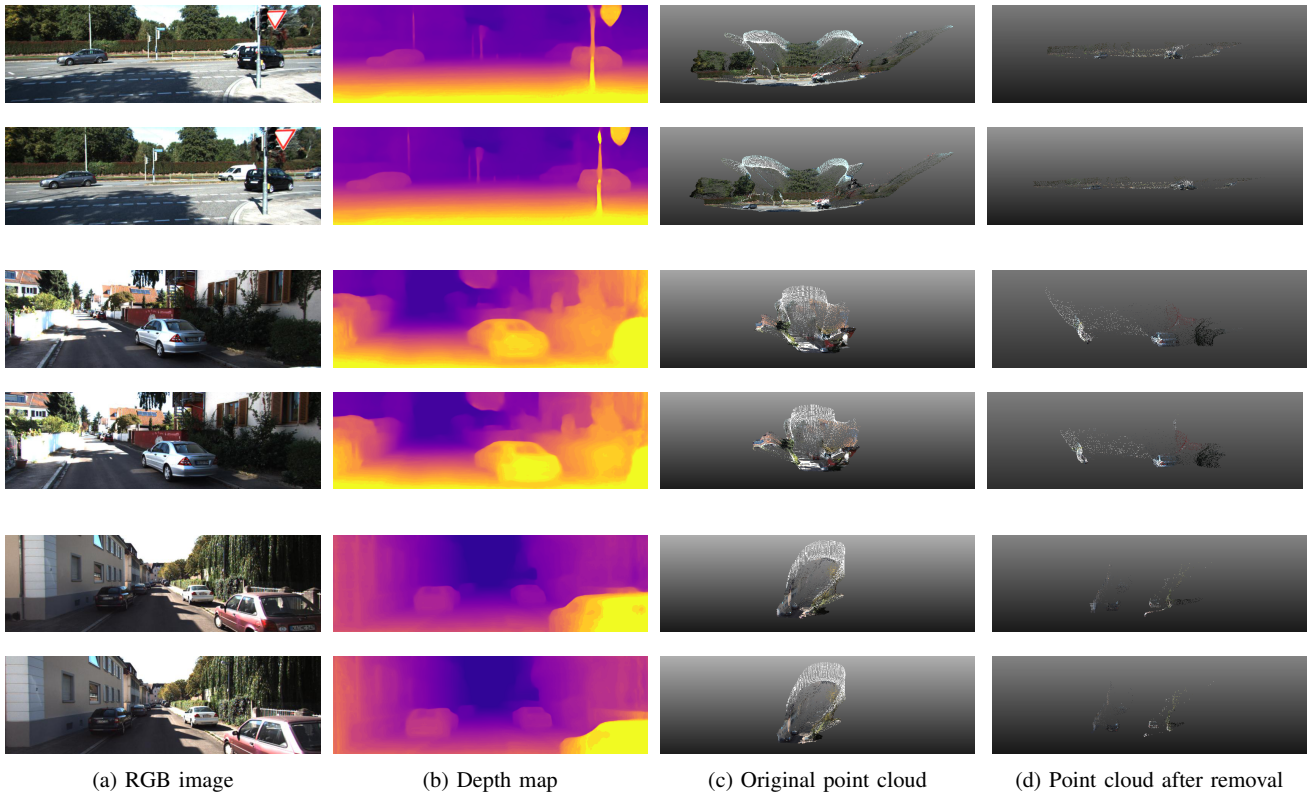 (a) RGB image
(b) Depth map
(c) Original point cloud
(d) Point cloud after removal